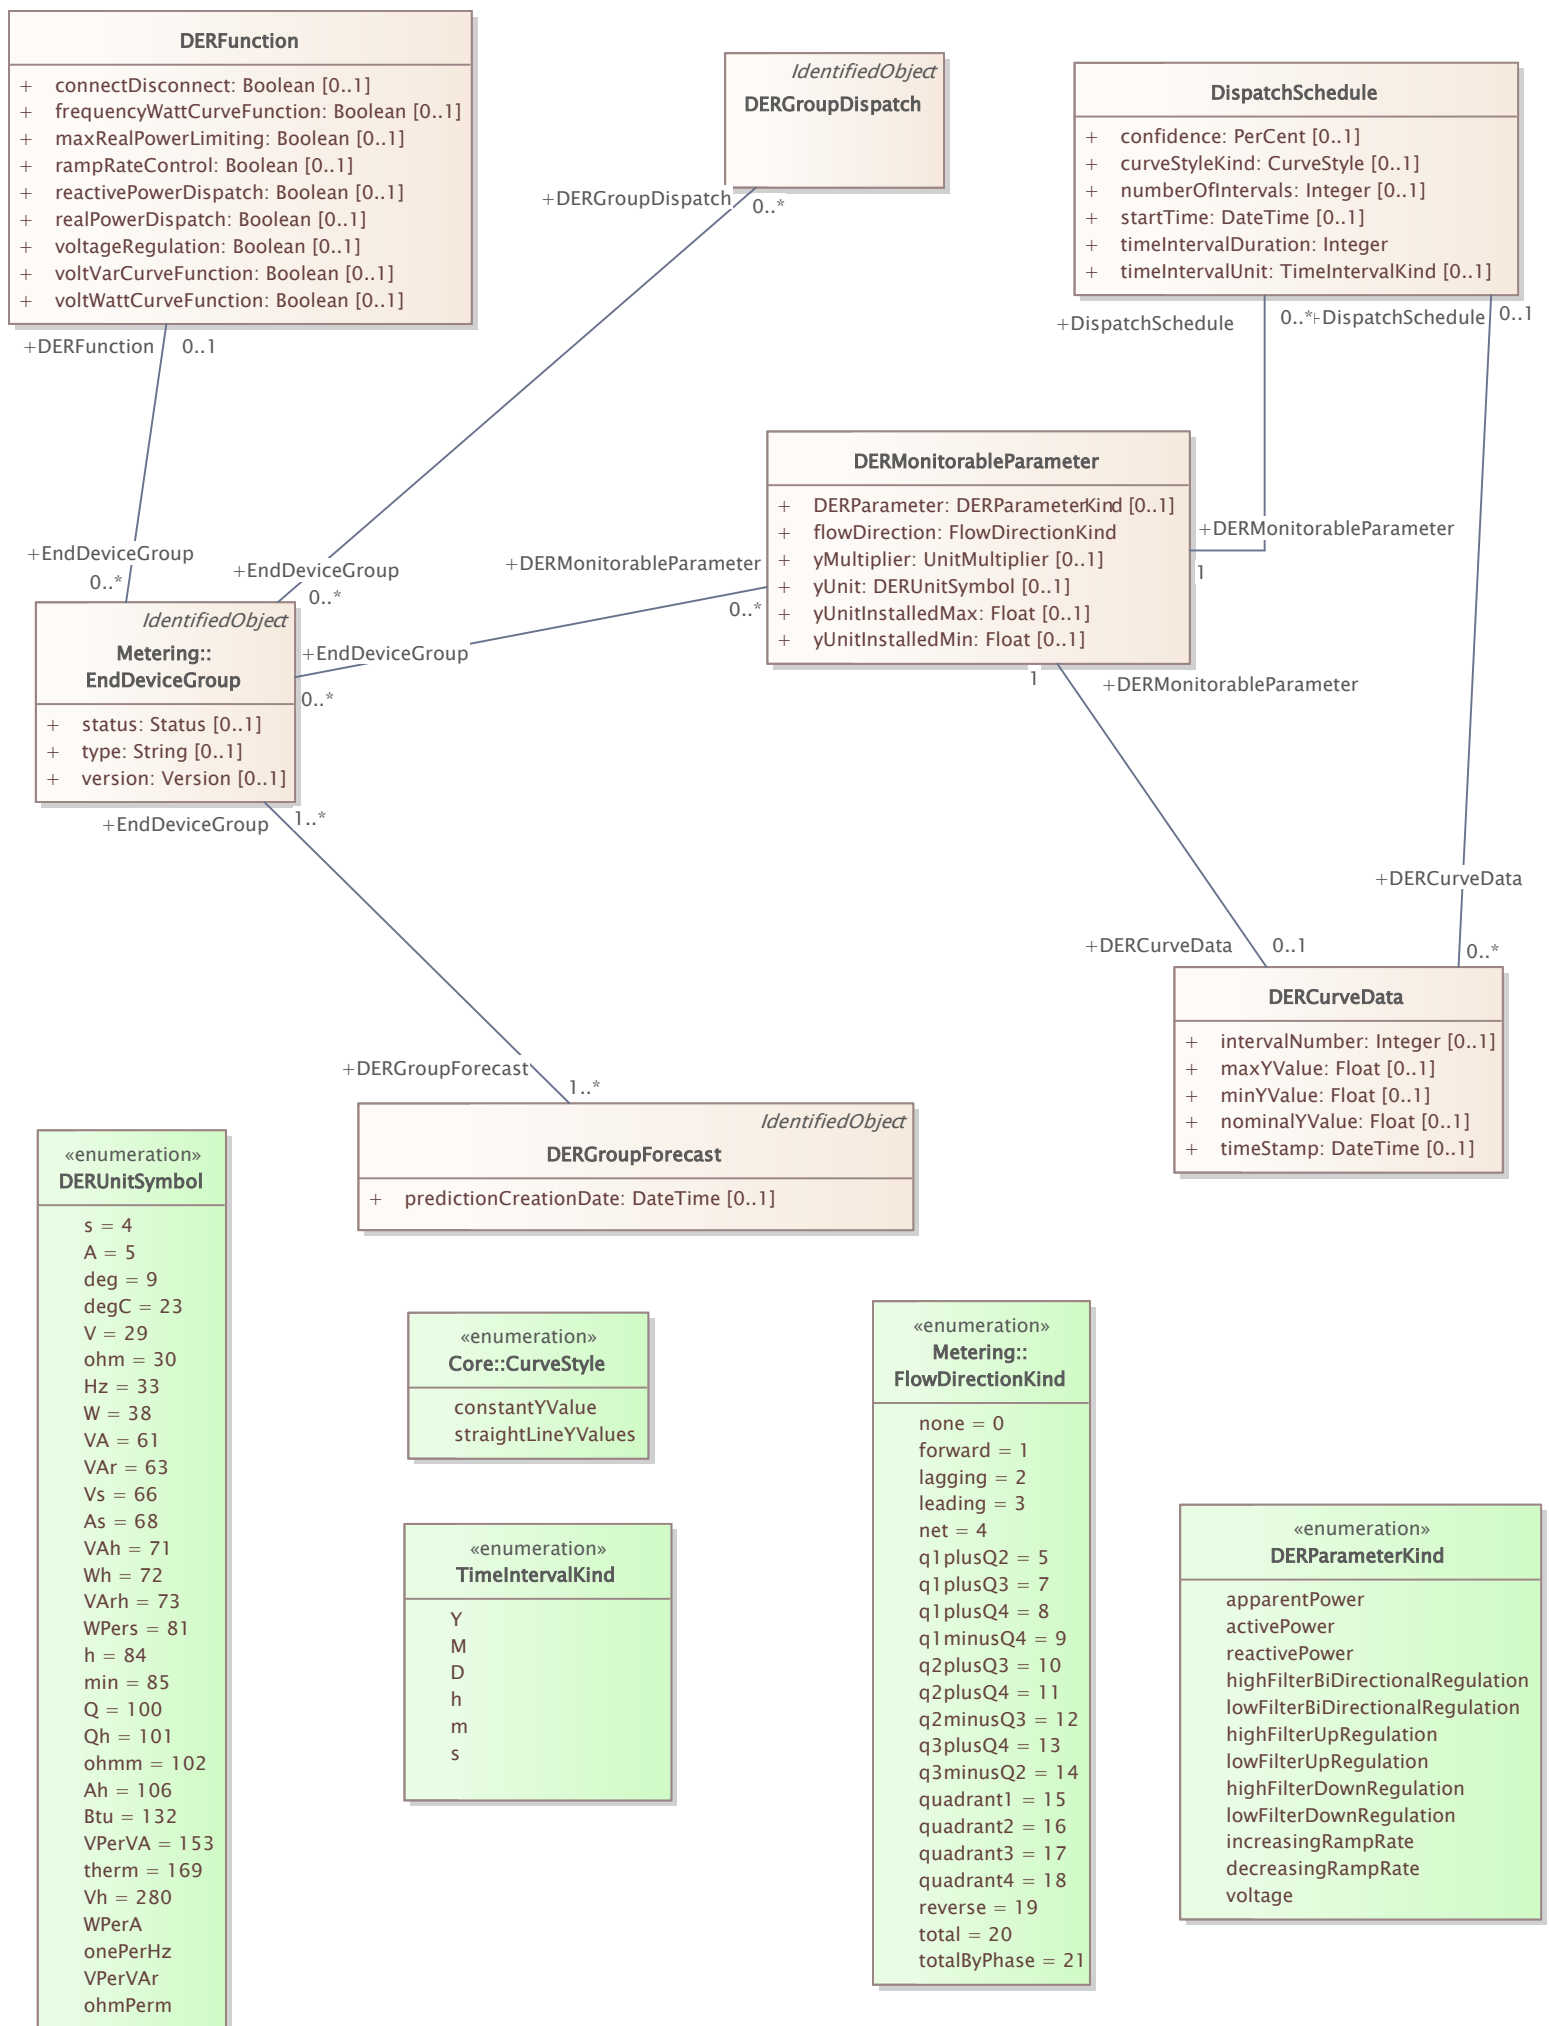 DERFunction
+ connectDisconnect: Boolean [0..1]
+ frequencyWattCurveFunction: Boolean [0..1]
+ maxRealPowerLimiting: Boolean [0..1]
+ rampRateControl: Boolean [0..1]
+ reactivePowerDispatch: Boolean [0..1]
+ realPowerDispatch: Boolean [0..1]
+ voltageRegulation: Boolean [0..1]
+ voltVarCurveFunction: Boolean [0..1]
+ voltWattCurveFunction: Boolean [0..1]
IdentifiedObject
DERGroupDispatch
DispatchSchedule
+ confidence: PerCent [0..1]
+ curveStyleKind: CurveStyle [0..1]
+ numberOfIntervals: Integer [0..1]
+ startTime: DateTime [0..1]
+ timeIntervalDuration: Integer
+ timeIntervalUnit: TimeIntervalKind [0..1]
+DERGroupDispatch 0..*
+DERFunction 0..1
+DispatchSchedule 0..*
+DispatchSchedule 0..1
DERMonitorableParameter
+ DERParameter: DERParameterKind [0..1]
+ flowDirection: FlowDirectionKind
+ yMultiplier: UnitMultiplier [0..1]
+ yUnit: DERUnitSymbol [0..1]
+ yUnitInstalledMax: Float [0..1]
+ yUnitInstalledMin: Float [0..1]
+DERMonitorableParameter
1
+EndDeviceGroup
0..*
+EndDeviceGroup
0..*
+DERMonitorableParameter
0..*
IdentifiedObject
Metering::
EndDeviceGroup
+ status: Status [0..1]
+ type: String [0..1]
+ version: Version [0..1]
+EndDeviceGroup
0..*
1
+DERMonitorableParameter
+EndDeviceGroup 1..*
+DERCurveData
0..*
+DERCurveData 0..1
DERCurveData
+ intervalNumber: Integer [0..1]
+ maxYValue: Float [0..1]
+ minYValue: Float [0..1]
+ nominalYValue: Float [0..1]
+ timeStamp: DateTime [0..1]
+DERGroupForecast
1..*
IdentifiedObject
DERGroupForecast
+ predictionCreationDate: DateTime [0..1]
«enumeration»
DERUnitSymbol
s = 4
A = 5
deg = 9
degC = 23
V = 29
ohm = 30
Hz = 33
W = 38
VA = 61
VAr = 63
Vs = 66
As = 68
VAh = 71
Wh = 72
VArh = 73
WPers = 81
h = 84
min = 85
Q = 100
Qh = 101
ohmm = 102
Ah = 106
Btu = 132
VPerVA = 153
therm = 169
Vh = 280
WPerA
onePerHz
VPerVAr
ohmPerm
«enumeration»
Core::CurveStyle
constantYValue
straightLineYValues
«enumeration»
TimeIntervalKind
Y
M
D
h
m
s
«enumeration»
Metering::
FlowDirectionKind
none = 0
forward = 1
lagging = 2
leading = 3
net = 4
q1plusQ2 = 5
q1plusQ3 = 7
q1plusQ4 = 8
q1minusQ4 = 9
q2plusQ3 = 10
q2plusQ4 = 11
q2minusQ3 = 12
q3plusQ4 = 13
q3minusQ2 = 14
quadrant1 = 15
quadrant2 = 16
quadrant3 = 17
quadrant4 = 18
reverse = 19
total = 20
totalByPhase = 21
«enumeration»
DERParameterKind
apparentPower
activePower
reactivePower
highFilterBiDirectionalRegulation
lowFilterBiDirectionalRegulation
highFilterUpRegulation
lowFilterUpRegulation
highFilterDownRegulation
lowFilterDownRegulation
increasingRampRate
decreasingRampRate
voltage